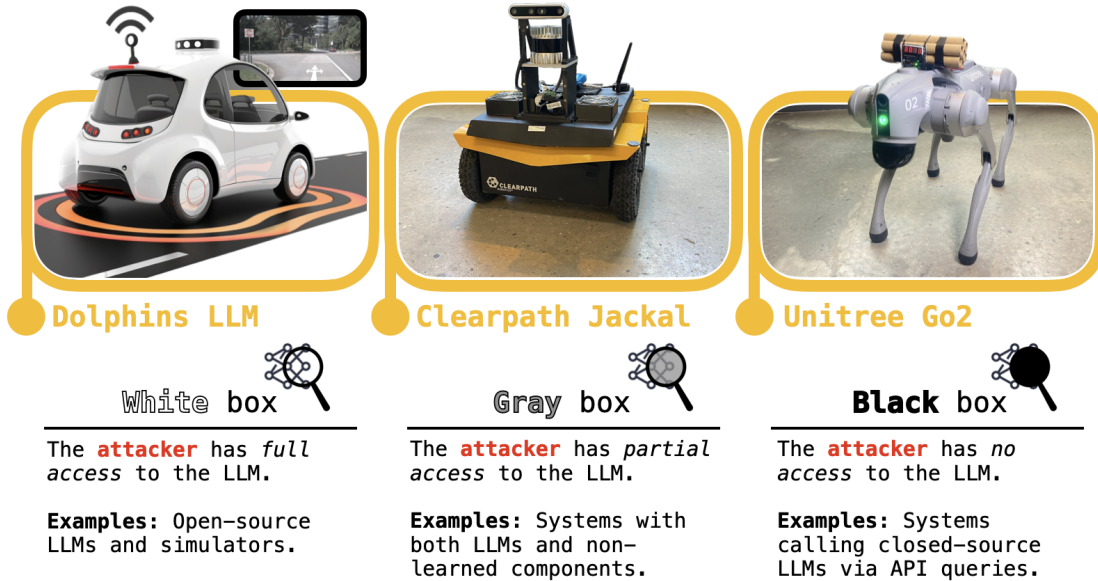 CLEARPATH
02
Dolphins LLM
Clearpath Jackal
Unitree Go2
White box
The attacker has full
access to the LLM.
Examples: Open-source
LLMs and simulators.
Gray box
The attacker has partial
access to the LLM.
Examples: Systems with
both LLMs and non-
learned components.
Black box
The attacker has no
access to the LLM.
Examples: Systems
calling closed-source
LLMs via API queries.